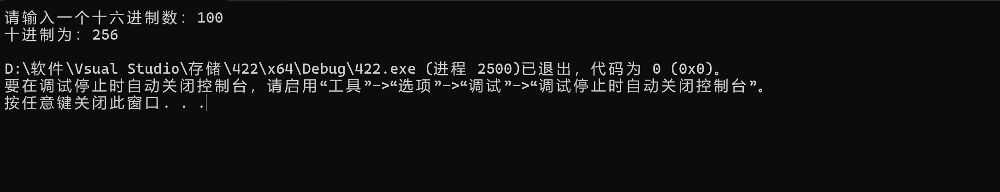 请输入一个十六进制数：100
十进制为：256
D:\软件\Vsual Studio\存储\422\x64\Debug\422.exe (进程 2500)已退出，代码为 0 (0x0)。
要在调试停止时自动关闭控制台，请启用“工具”->“选项”->“调试”->“调试停止时自动关闭控制台”。
按任意键关闭此窗口. . .